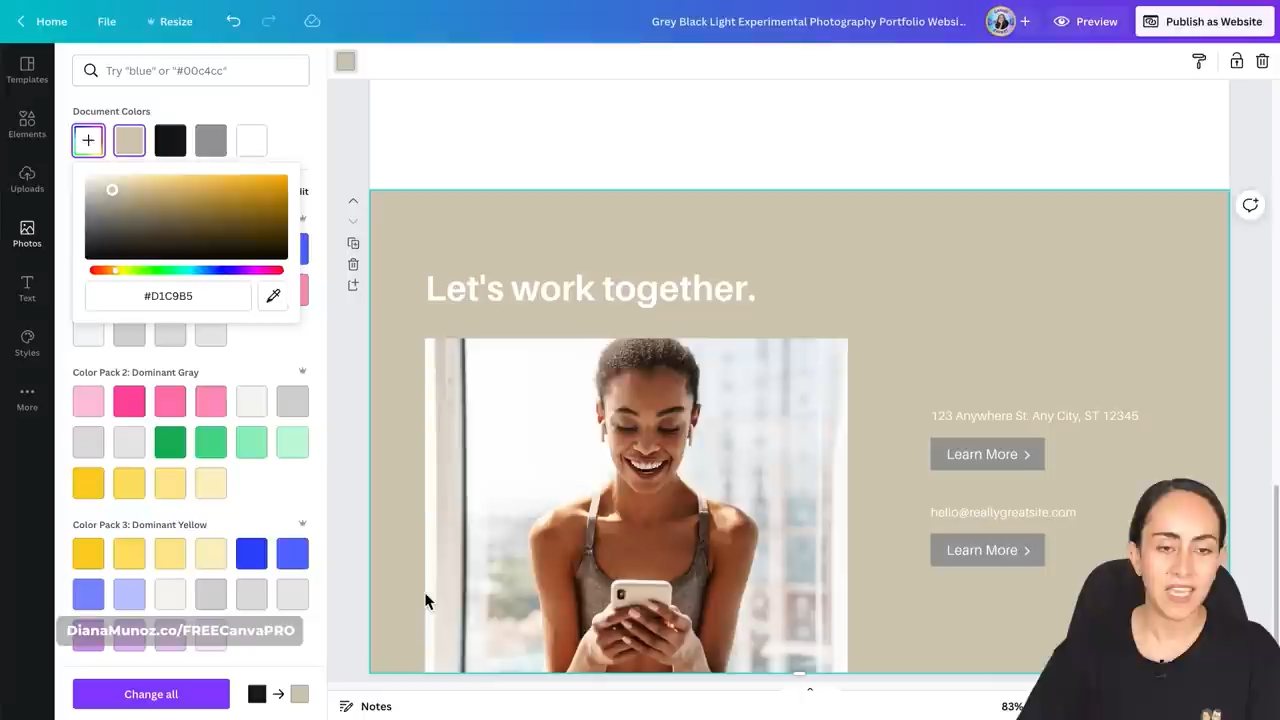 Home
File
Resize
Grey Black Light Experimental Photography Portfolio Websi...
Preview
Publish as Website
Templates
Elements
Uploads
Photos
Text
Styles
More
Try "blue" or "#00c4cc"
Document Colors
dit
#D1C9B5
Color Pack 2: Dominant Gray
Color Pack 3: Dominant Yellow
DianaMunoz.co/FREECanvaPRO
Change all
Let's work together.
123 Anywhere St. Any City, ST 12345
Learn More
hello@reallygreatsite.com
Learn More
Notes
83%